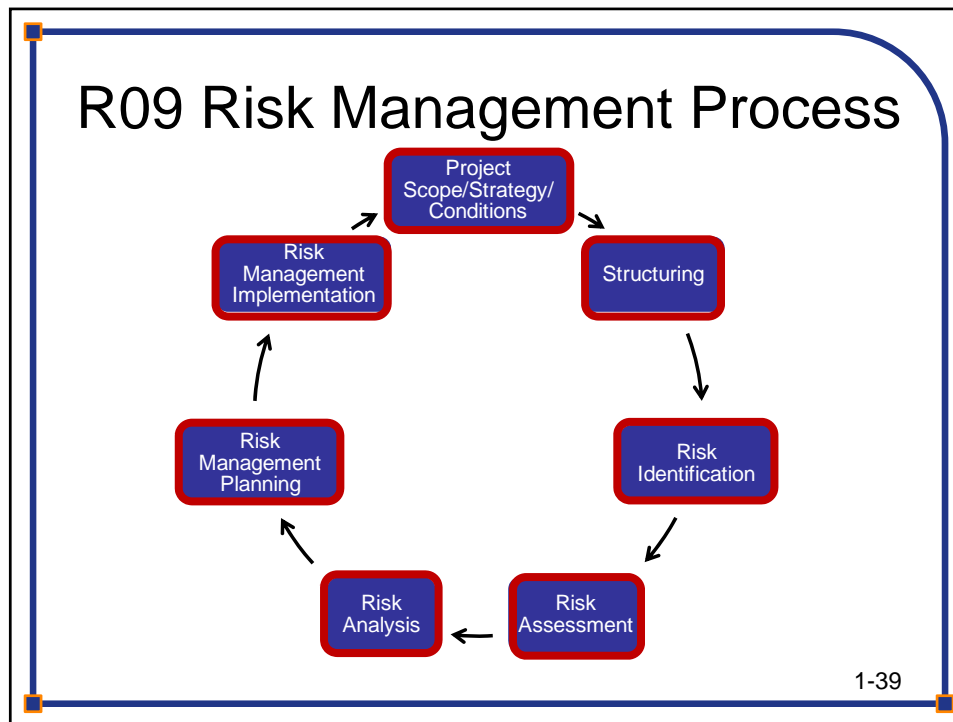 R09 Risk Management Process
Project
Scope/Strategy/
Conditions
Structuring
Risk
Identification
Risk
Assessment
Risk
Analysis
Risk
Management
Planning
Risk
Management
Implementation
1-39